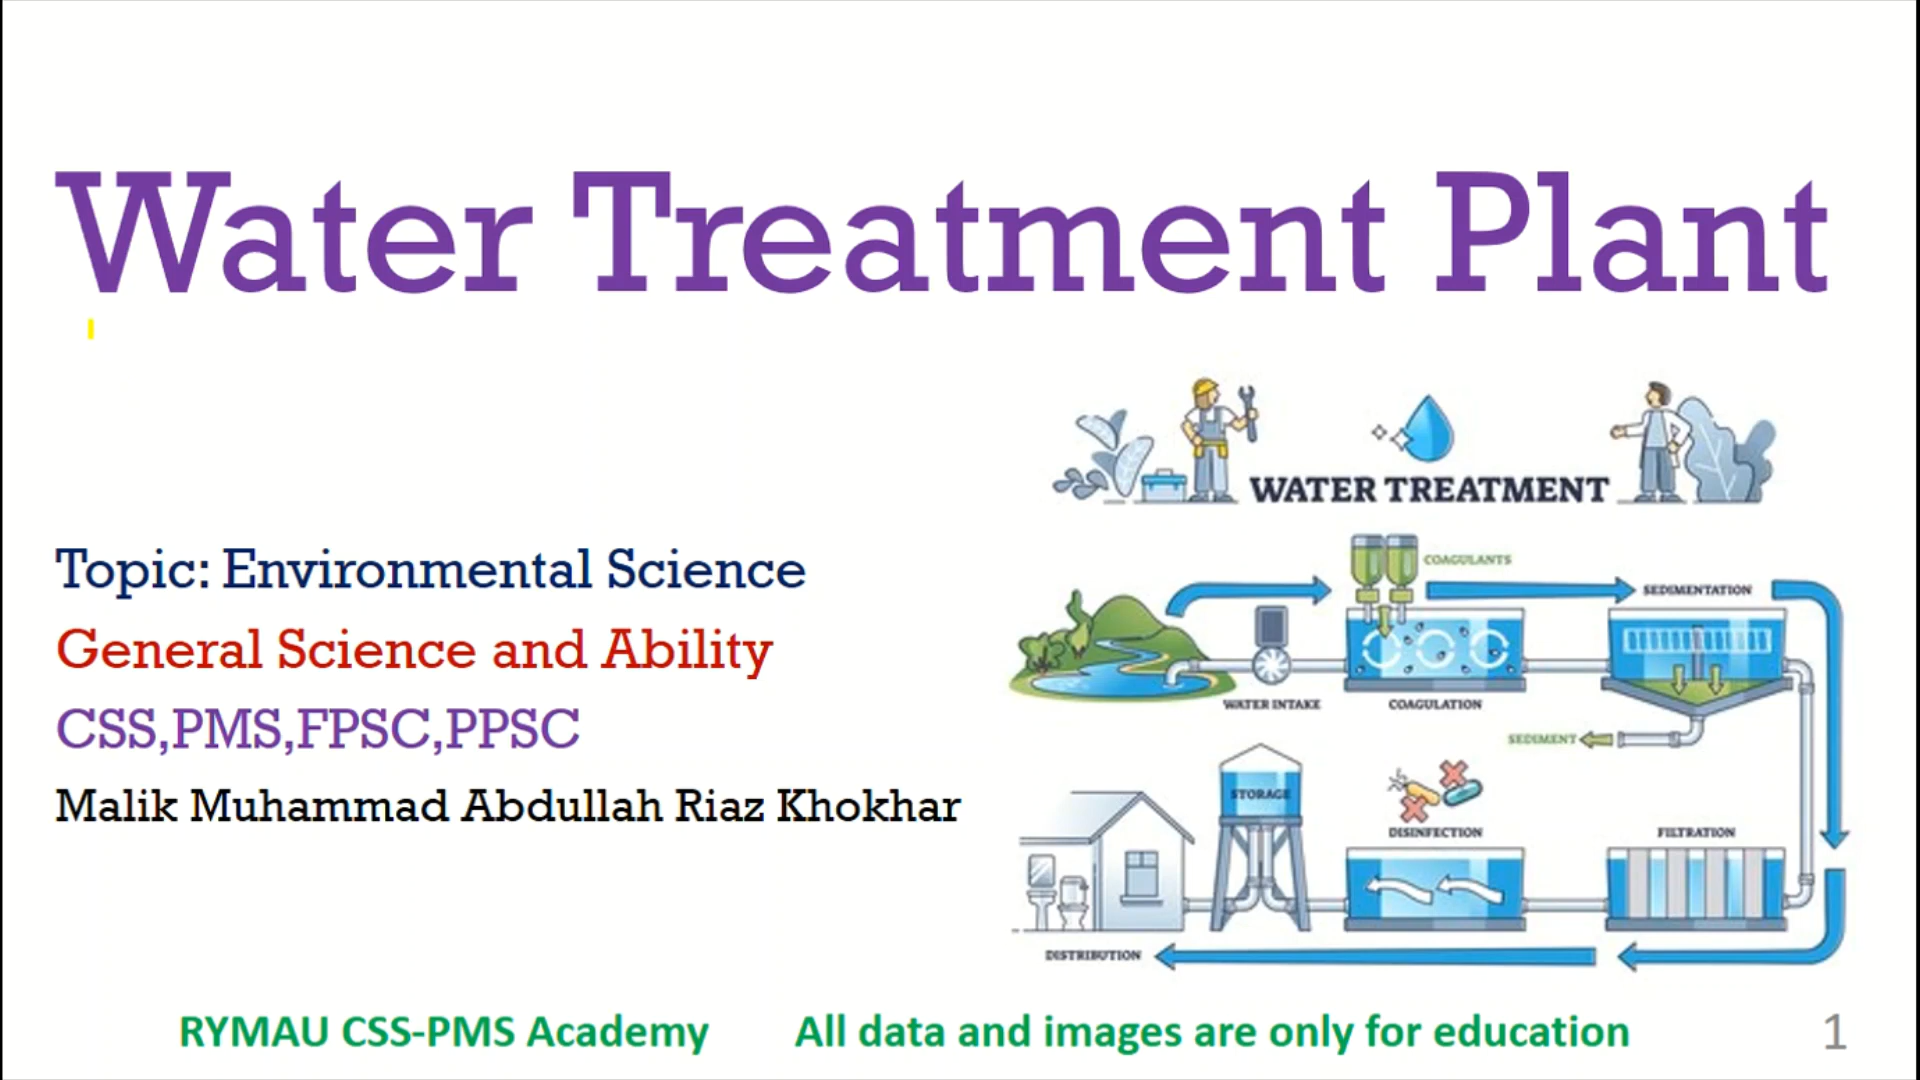 Water Treatment Plant
WATER TREATMENT
Topic: Environmental Science
General Science and Ability
CSS,PMS,FPSC,PPSC
Malik Muhammad Abdullah Riaz Khokhar
COAGULANTS
SEDIMENTATION
WATER INTAKE
COAGULATION
SEDIMENT
STORAGE
DISINFECTION
FILTRATION
DISTRIBUTION
RYMAU CSS-PMS Academy
All data and images are only for education
1